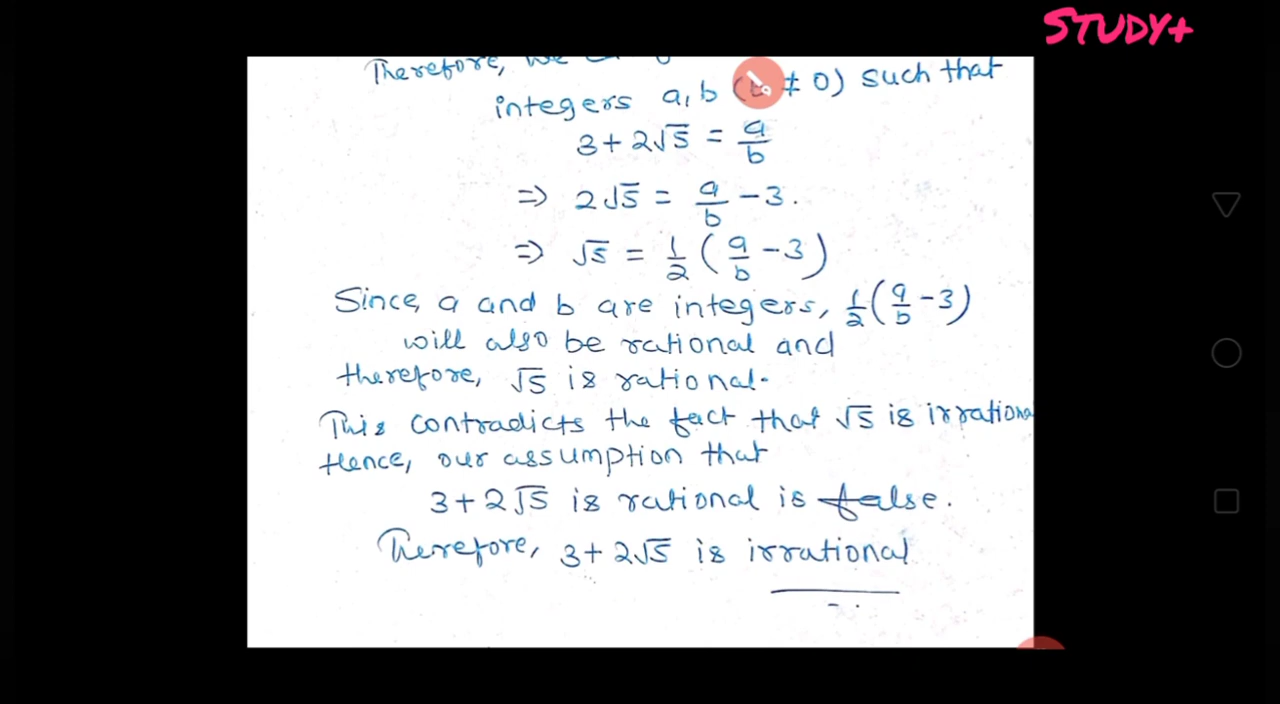 STUDY+
Therefore, we
integers a, b ( ≠ 0) such that
3 + 2√5 = a/b
⇒ 2√5 = a/b - 3.
⇒ √5 = 1/2 (a/b - 3)
Since, a and b are integers, 1/2 (a/b - 3)
will also be rational and
therefore, √5 is rational.
This contradicts the fact that √5 is irrationa
Hence, our assumption that
3 + 2√5 is rational is false.
Therefore, 3 + 2√5 is irrational